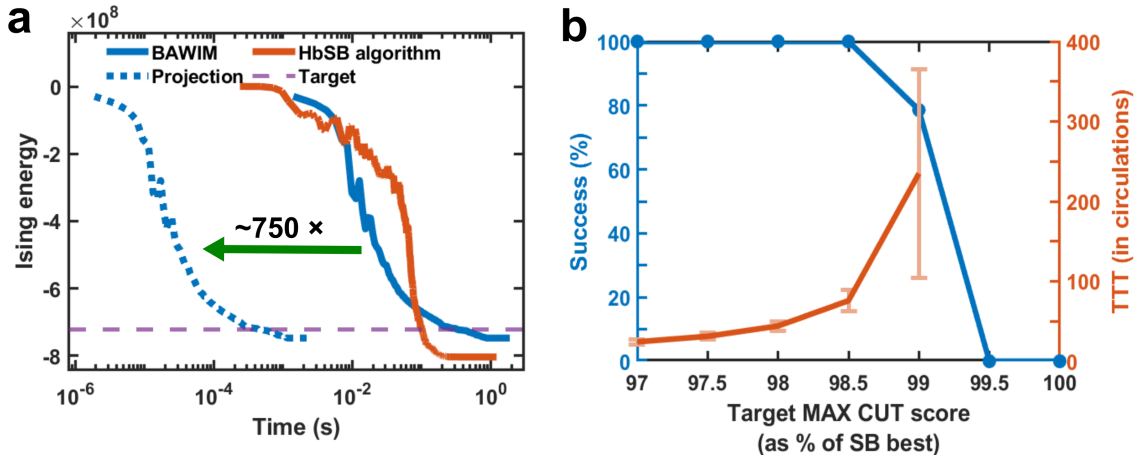 a
×10⁸
BAWIM
HbSB algorithm
Projection
Target
0
-2
-4
-6
-8
Ising energy
~750 ×
10⁻⁶
10⁻⁴
10⁻²
10⁰
Time (s)
b
100
80
60
40
20
0
Success (%)
400
300
200
100
0
TTT (in circulations)
97
97.5
98
98.5
99
99.5
100
Target MAX CUT score
(as % of SB best)